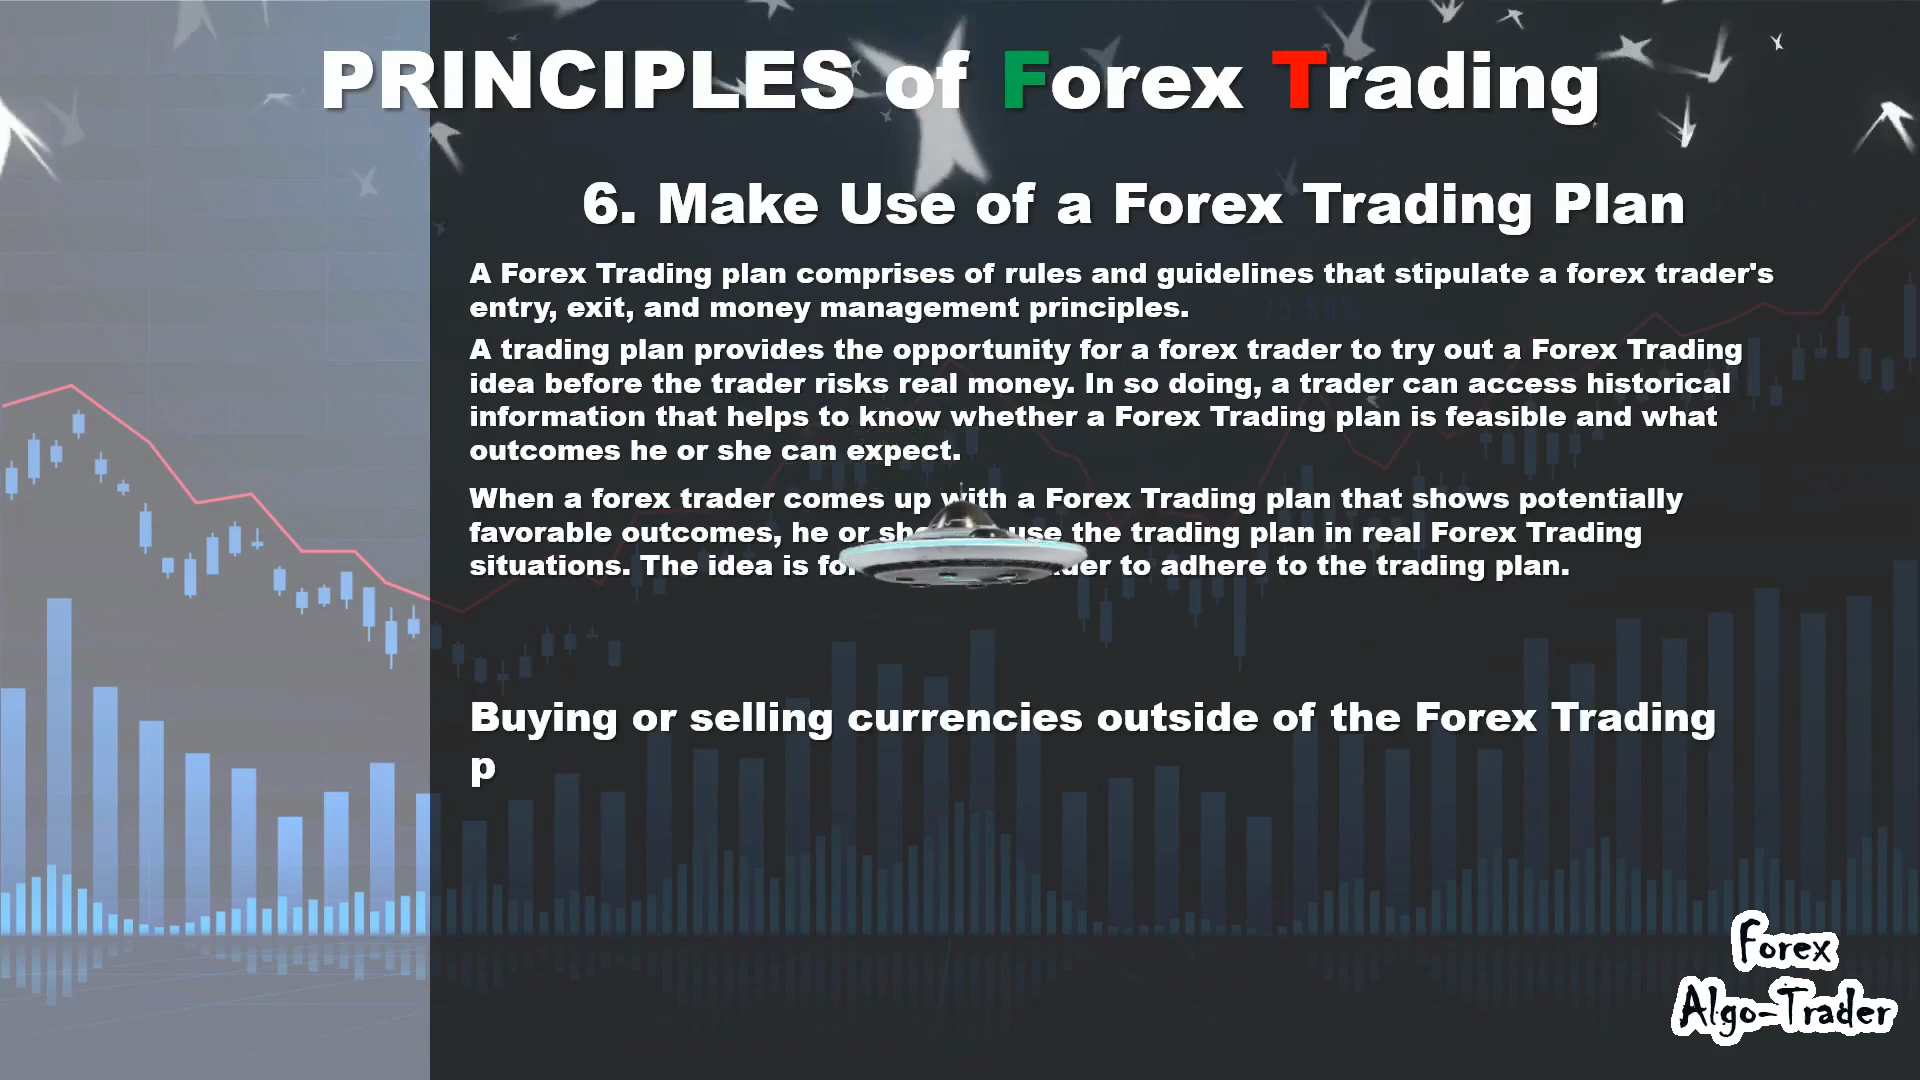 PRINCIPLES of Forex Trading
6. Make Use of a Forex Trading Plan
A Forex Trading plan comprises of rules and guidelines that stipulate a forex trader's
entry, exit, and money management principles.
A trading plan provides the opportunity for a forex trader to try out a Forex Trading
idea before the trader risks real money. In so doing, a trader can access historical
information that helps to know whether a Forex Trading plan is feasible and what
outcomes he or she can expect.
When a forex trader comes up with a Forex Trading plan that shows potentially
favorable outcomes, he or use the trading plan in real Forex Trading
situations. The idea is to adhere to the trading plan.
Buying or selling currencies outside of the Forex Trading
p
Forex
Algo-Trader